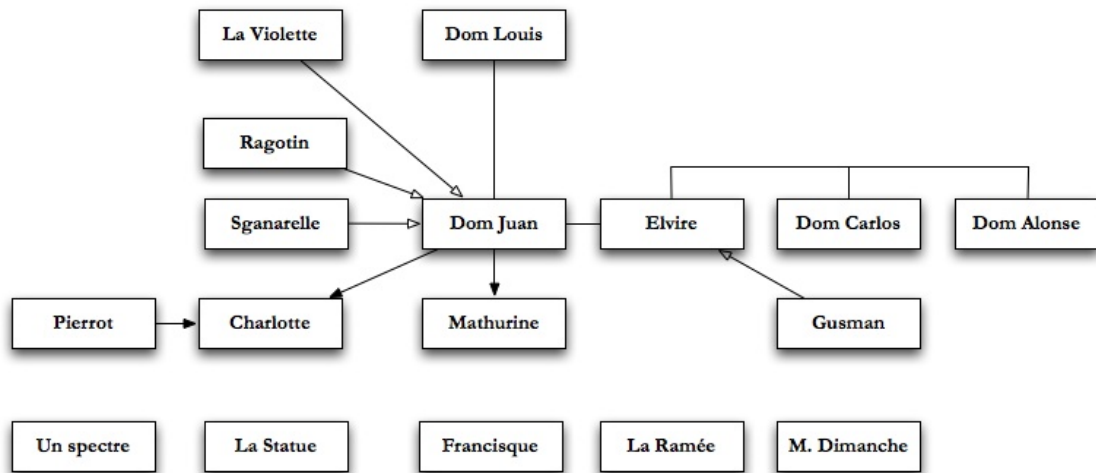 La Violette
Dom Louis
Ragotin
Sganarelle
Dom Juan
Elvire
Dom Carlos
Dom Alonse
Pierrot
Charlotte
Mathurine
Gusman
Un spectre
La Statue
Francisque
La Ramée
M. Dimanche